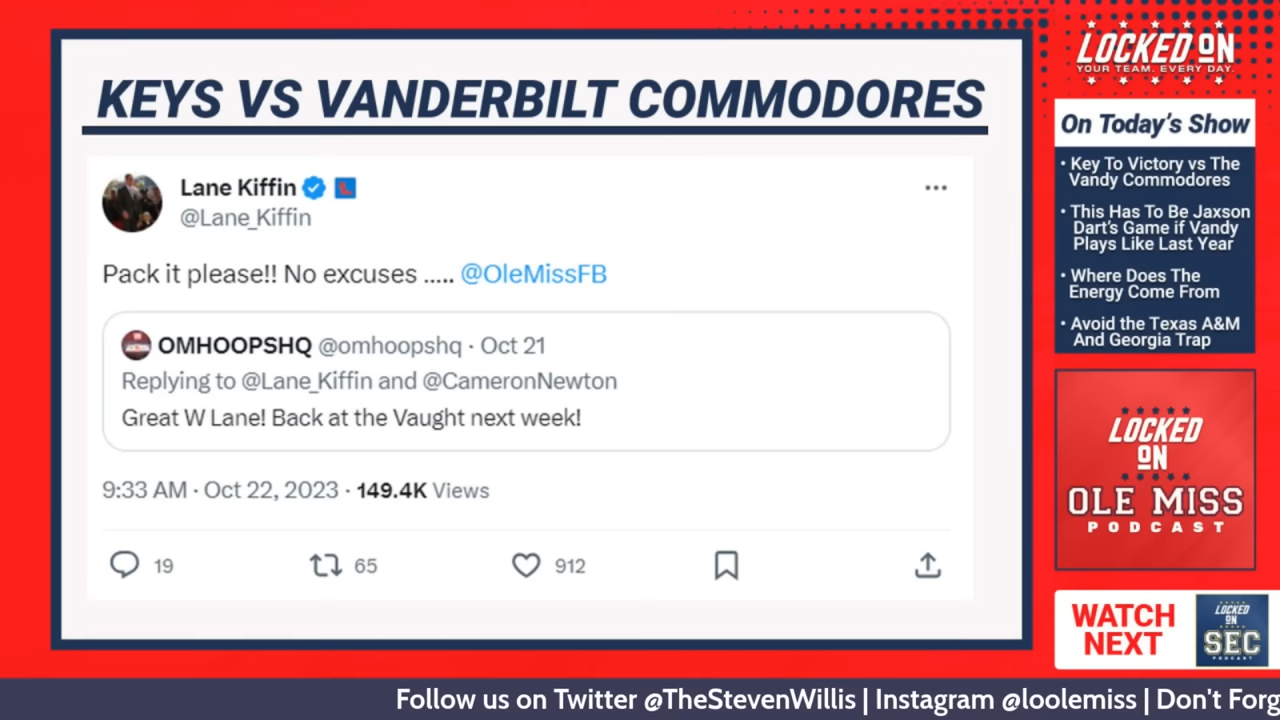 KEYS VS VANDERBILT COMMODORES
Lane Kiffin
@Lane_Kiffin
Pack it please!! No excuses ..... @OleMissFB
OMHOOPSHQ @omhoopshq · Oct 21
Replying to @Lane_Kiffin and @CameronNewton
Great W Lane! Back at the Vaught next week!
9:33 AM · Oct 22, 2023 · 149.4K Views
19
65
912
LOCKED ON
YOUR TEAM. EVERY DAY.
On Today's Show
• Key To Victory vs The
Vandy Commodores
• This Has To Be Jaxson
Dart's Game if Vandy
Plays Like Last Year
• Where Does The
Energy Come From
• Avoid the Texas A&M
And Georgia Trap
LOCKED
ON
OLE MISS
PODCAST
WATCH
NEXT
LOCKED
ON
SEC
PODCAST
Follow us on Twitter @TheStevenWillis | Instagram @loolemiss | Don't Forg